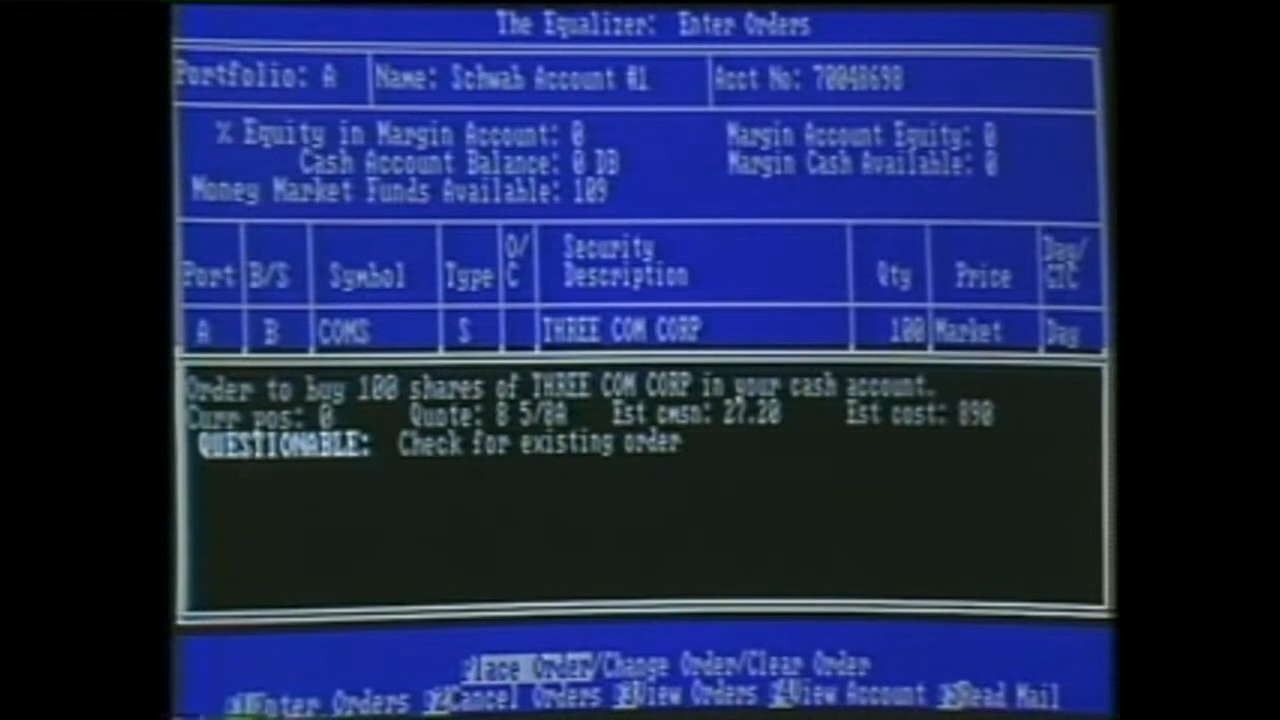 The Equalizer: Enter Orders
Portfolio: A Name: Schwab Account #1 Acct No: 70048698
% Equity in Margin Account: 0 Margin Account Equity: 0
Cash Account Balance: 0 DB Margin Cash Available: 0
Money Market Funds Available: 109
Port B/S Symbol Type O/C Security Description Qty Price Day/GTC
A B COMS S THREE COM CORP 100 Market Day
Order to buy 100 shares of THREE COM CORP in your cash account.
Curr pos: 0 Quote: 8 5/8A Est cmsn: 27.20 Est cost: 890
QUESTIONABLE: Check for existing order
Place Order/Change Order/Clear Order
Enter Orders Cancel Orders View Orders View Account Read Mail